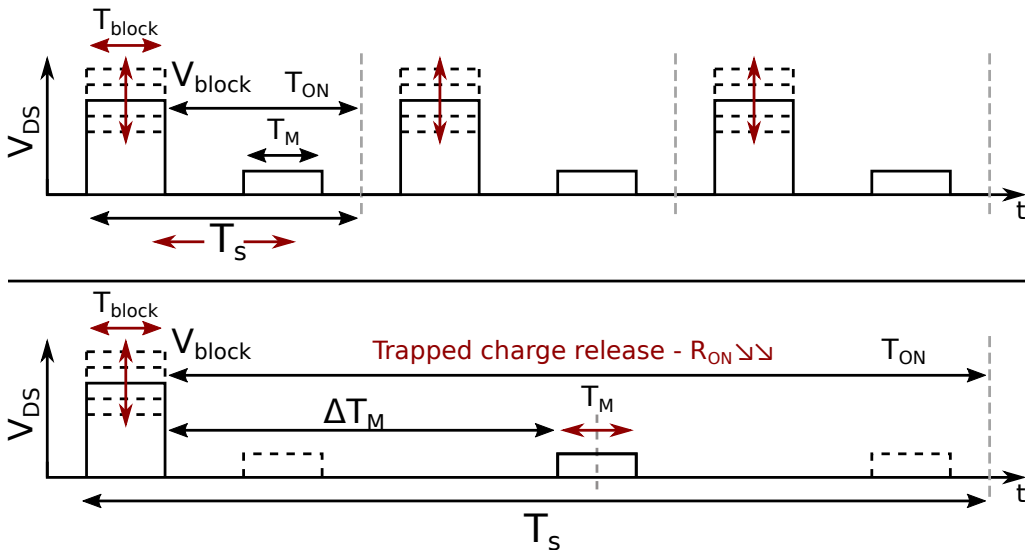 T_block
V_block
T_ON
T_M
V_DS
t
T_s
T_block
V_block
Trapped charge release - R_ON ↘↘
T_ON
T_M
ΔT_M
V_DS
t
T_s